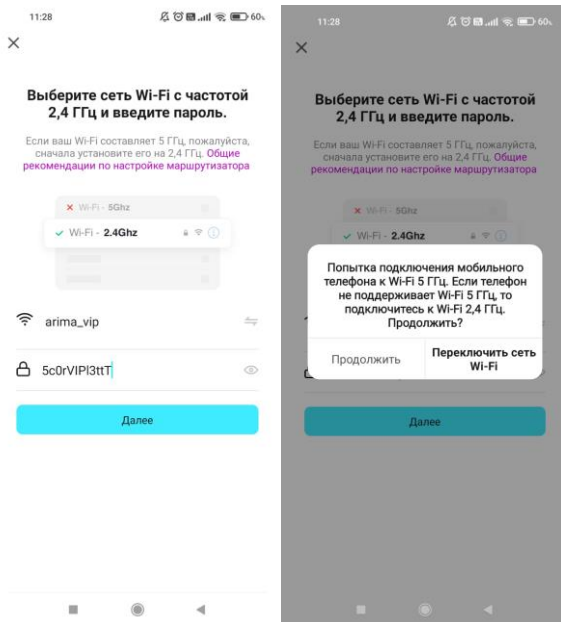 11:28
60
Выберите сеть Wi-Fi с частотой
2,4 ГГц и введите пароль.
Если ваш Wi-Fi составляет 5 ГГц, пожалуйста,
сначала установите его на 2,4 ГГц. Общие
рекомендации по настройке маршрутизатора
Wi-Fi - 5Ghz
Wi-Fi - 2.4Ghz
arima_vip
5c0rVIPl3ttT
Далее
11:28
60
Выберите сеть Wi-Fi с частотой
2,4 ГГц и введите пароль.
Если ваш Wi-Fi составляет 5 ГГц, пожалуйста,
сначала установите его на 2,4 ГГц. Общие
рекомендации по настройке маршрутизатора
Wi-Fi - 5Ghz
Wi-Fi - 2.4Ghz
Попытка подключения мобильного
телефона к Wi-Fi 5 ГГц. Если телефон
не поддерживает Wi-Fi 5 ГГц, то
подключитесь к Wi-Fi 2,4 ГГц.
Продолжить?
Продолжить
Переключить сеть
Wi-Fi
Далее